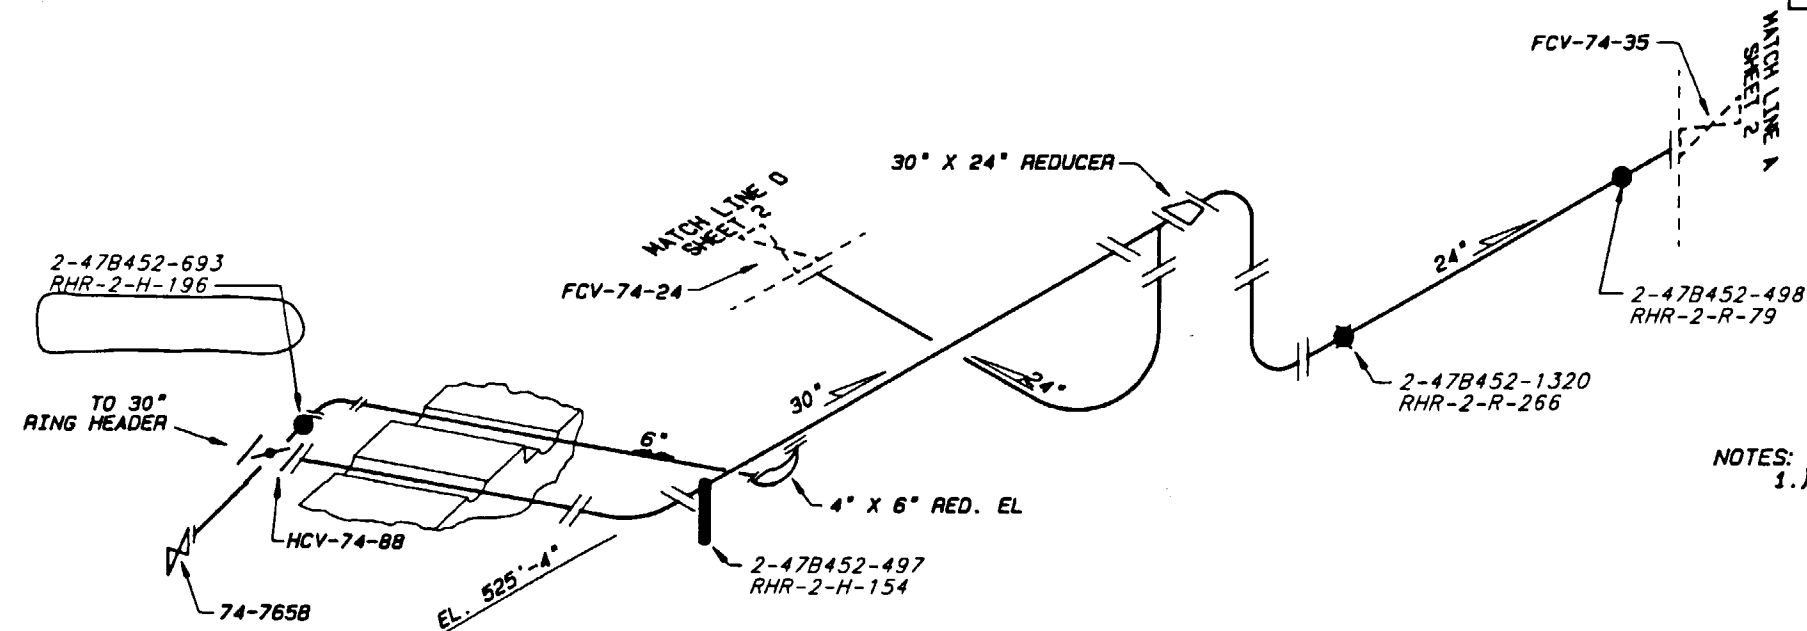 FCV-74-35
MATCH LINE A
SHEET 2
30" X 24" REDUCER
MATCH LINE D
SHEET 2
FCV-74-24
2-47B452-693
RHR-2-H-196
24"
2-47B452-498
RHR-2-R-79
30"
24"
2-47B452-1320
RHR-2-R-266
TO 30"
RING HEADER
6"
NOTES:
1.
4" X 6" RED. EL
HCV-74-88
EL. 525'-4"
2-47B452-497
RHR-2-H-154
74-765B